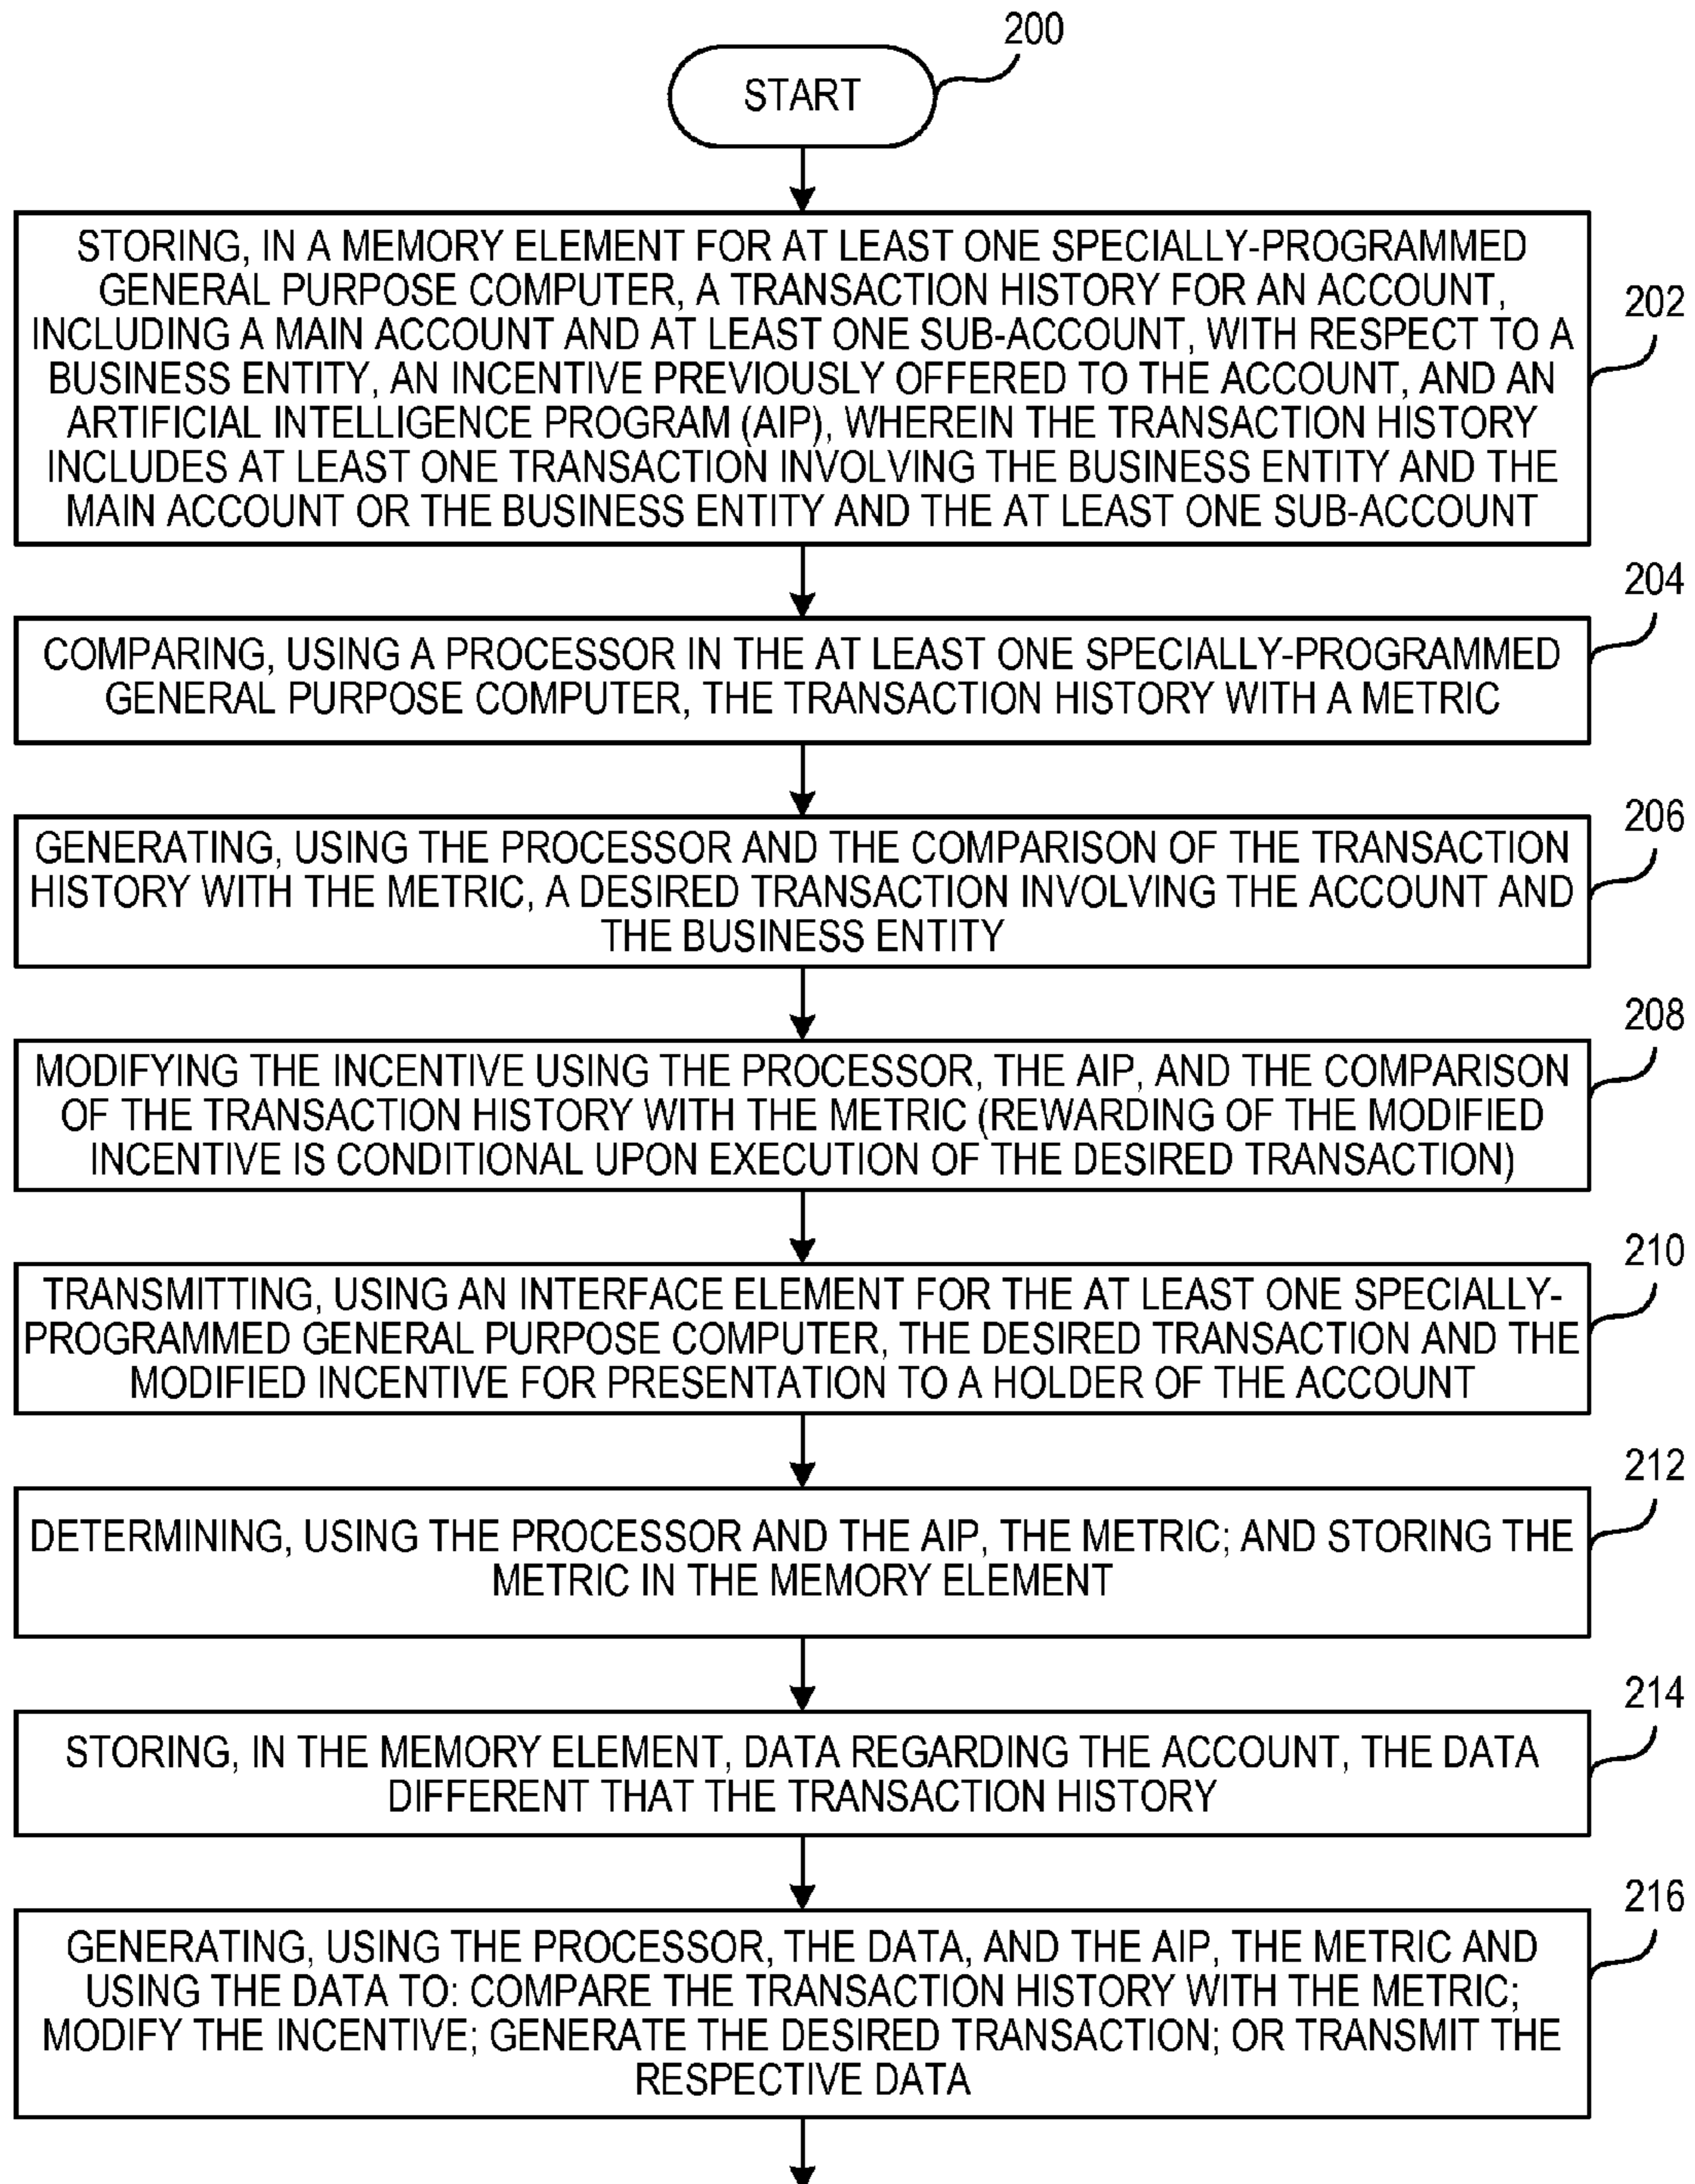 200
START
STORING, IN A MEMORY ELEMENT FOR AT LEAST ONE SPECIALLY-PROGRAMMED
GENERAL PURPOSE COMPUTER, A TRANSACTION HISTORY FOR AN ACCOUNT,
INCLUDING A MAIN ACCOUNT AND AT LEAST ONE SUB-ACCOUNT, WITH RESPECT TO A
BUSINESS ENTITY, AN INCENTIVE PREVIOUSLY OFFERED TO THE ACCOUNT, AND AN
ARTIFICIAL INTELLIGENCE PROGRAM (AIP), WHEREIN THE TRANSACTION HISTORY
INCLUDES AT LEAST ONE TRANSACTION INVOLVING THE BUSINESS ENTITY AND THE
MAIN ACCOUNT OR THE BUSINESS ENTITY AND THE AT LEAST ONE SUB-ACCOUNT
202
COMPARING, USING A PROCESSOR IN THE AT LEAST ONE SPECIALLY-PROGRAMMED
GENERAL PURPOSE COMPUTER, THE TRANSACTION HISTORY WITH A METRIC
204
GENERATING, USING THE PROCESSOR AND THE COMPARISON OF THE TRANSACTION
HISTORY WITH THE METRIC, A DESIRED TRANSACTION INVOLVING THE ACCOUNT AND
THE BUSINESS ENTITY
206
MODIFYING THE INCENTIVE USING THE PROCESSOR, THE AIP, AND THE COMPARISON
OF THE TRANSACTION HISTORY WITH THE METRIC (REWARDING OF THE MODIFIED
INCENTIVE IS CONDITIONAL UPON EXECUTION OF THE DESIRED TRANSACTION)
208
TRANSMITTING, USING AN INTERFACE ELEMENT FOR THE AT LEAST ONE SPECIALLY-
PROGRAMMED GENERAL PURPOSE COMPUTER, THE DESIRED TRANSACTION AND THE
MODIFIED INCENTIVE FOR PRESENTATION TO A HOLDER OF THE ACCOUNT
210
DETERMINING, USING THE PROCESSOR AND THE AIP, THE METRIC; AND STORING THE
METRIC IN THE MEMORY ELEMENT
212
STORING, IN THE MEMORY ELEMENT, DATA REGARDING THE ACCOUNT, THE DATA
DIFFERENT THAT THE TRANSACTION HISTORY
214
GENERATING, USING THE PROCESSOR, THE DATA, AND THE AIP, THE METRIC AND
USING THE DATA TO: COMPARE THE TRANSACTION HISTORY WITH THE METRIC;
MODIFY THE INCENTIVE; GENERATE THE DESIRED TRANSACTION; OR TRANSMIT THE
RESPECTIVE DATA
216